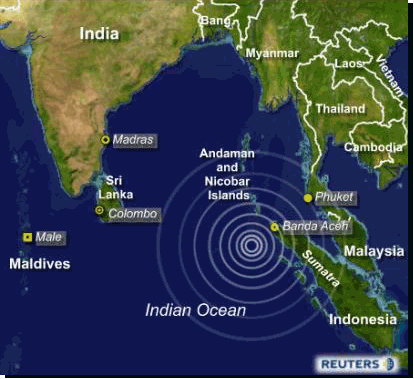 Bang.
India
Myanmar
Laos
Vietnam
Thailand
Madras
Cambodia
Andaman
and
Nicobar
Islands
Sri
Lanka
Phuket
Colombo
Banda Aceh
Male
Malaysia
Maldives
Sumatra
Indian Ocean
Indonesia
REUTERS